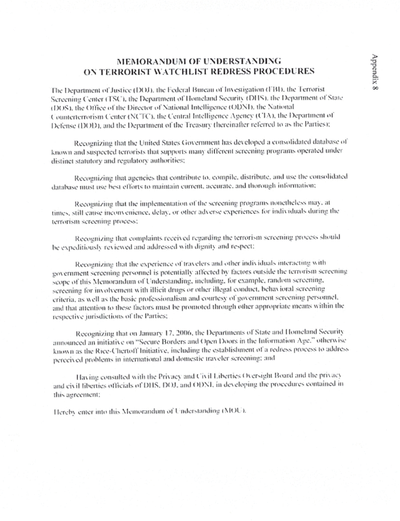 MEMORANDUM OF UNDERSTANDING
ON TERRORIST WATCHLIST REDRESS PROCEDURES
Appendix 8
The Department of Justice (DOJ), the Federal Bureau of Investigation (FBI), the Terrorist
Screening Center (TSC), the Department of Homeland Security (DHS), the Department of State
(DOS), the Office of the Director of National Intelligence (ODNI), the National
Counterterrorism Center (NCTC), the Central Intelligence Agency (CIA), the Department of
Defense (DOD), and the Department of the Treasury (hereinafter referred to as the Parties);
Recognizing that the United States Government has developed a consolidated database of
known and suspected terrorists that supports many different screening programs operated under
distinct statutory and regulatory authorities;
Recognizing that agencies that contribute to, compile, distribute, and use the consolidated
database must use best efforts to maintain current, accurate, and thorough information;
Recognizing that the implementation of the screening programs nonetheless may, at
times, still cause inconvenience, delay, or other adverse experiences for individuals during the
terrorism screening process;
Recognizing that complaints received regarding the terrorism screening process should
be expeditiously reviewed and addressed with dignity and respect;
Recognizing that the experience of travelers and other individuals interacting with
government screening personnel is potentially affected by factors outside the terrorism screening
scope of this Memorandum of Understanding, including, for example, random screening,
screening for involvement with illicit drugs or other illegal conduct, behavioral screening
criteria, as well as the basic professionalism and courtesy of government screening personnel,
and that attention to these factors must be promoted through other appropriate means within the
respective jurisdictions of the Parties;
Recognizing that on January 17, 2006, the Departments of State and Homeland Security
announced an initiative on "Secure Borders and Open Doors in the Information Age," otherwise
known as the Rice-Chertoff Initiative, including the establishment of a redress process to address
perceived problems in international and domestic traveler screening; and
Having consulted with the Privacy and Civil Liberties Oversight Board and the privacy
and civil liberties officials of DHS, DOJ, and ODNI, in developing the procedures contained in
this agreement;
Hereby enter into this Memorandum of Understanding (MOU).